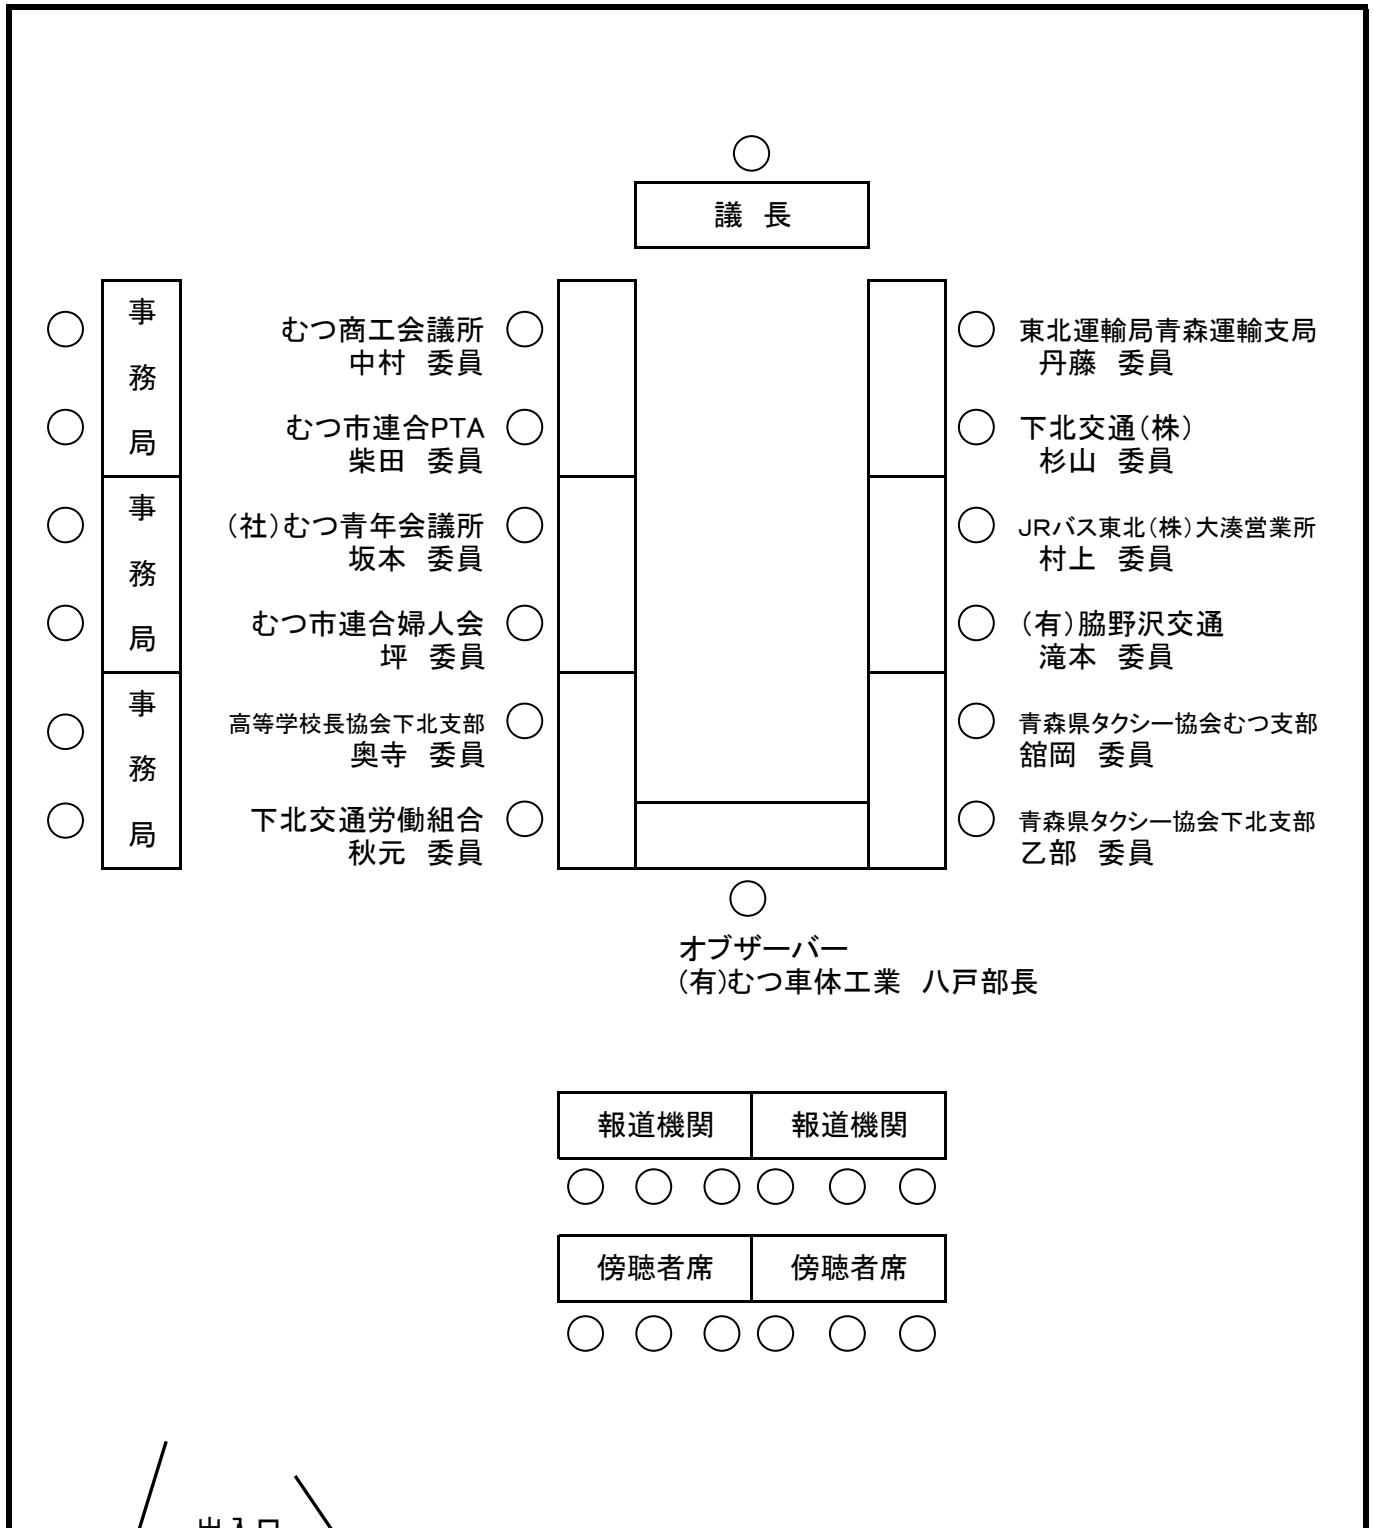 議 長
事
務
局
事
務
局
事
務
局
むつ商工会議所
中村 委員
むつ市連合PTA
柴田 委員
(社)むつ青年会議所
坂本 委員
むつ市連合婦人会
坪 委員
高等学校長協会下北支部
奥寺 委員
下北交通労働組合
秋元 委員
東北運輸局青森運輸支局
丹藤 委員
下北交通(株)
杉山 委員
JRバス東北(株)大湊営業所
村上 委員
(有)脇野沢交通
滝本 委員
青森県タクシー協会むつ支部
舘岡 委員
青森県タクシー協会下北支部
乙部 委員
オブザーバー
(有)むつ車体工業 八戸部長
報道機関 報道機関
傍聴者席 傍聴者席
出入口